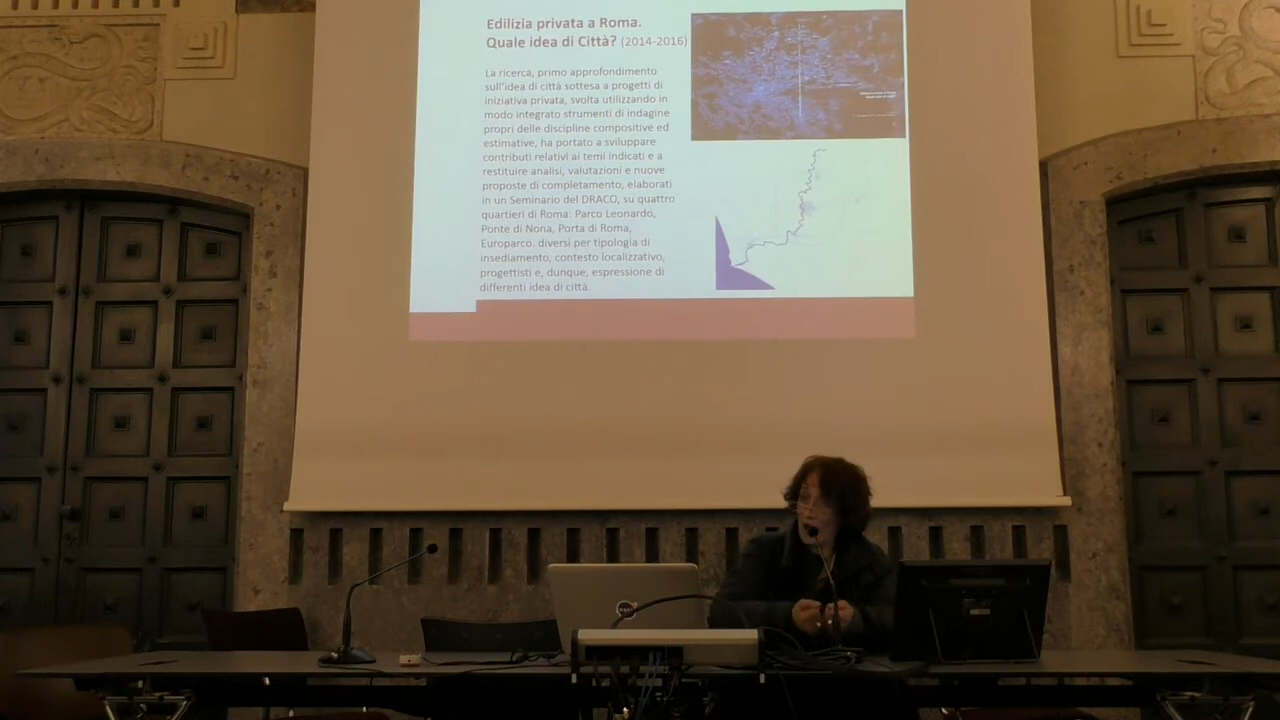 Edilizia privata a Roma.
Quale idea di Città? (2014-2016)
La ricerca, primo approfondimento
sull'idea di città sottesa a progetti di
iniziativa privata, svolta utilizzando in
modo integrato strumenti di indagine
propri delle discipline compositive ed
estimative, ha portato a sviluppare
contributi relativi ai temi indicati e a
restituire analisi, valutazioni e nuove
proposte di completamento, elaborati
in un Seminario del DRACO, su quattro
quartieri di Roma: Parco Leonardo,
Ponte di Nona, Porta di Roma,
Europarco. diversi per tipologia di
insediamento, contesto localizzativo,
progettisti e, dunque, espressione di
differenti idea di città.